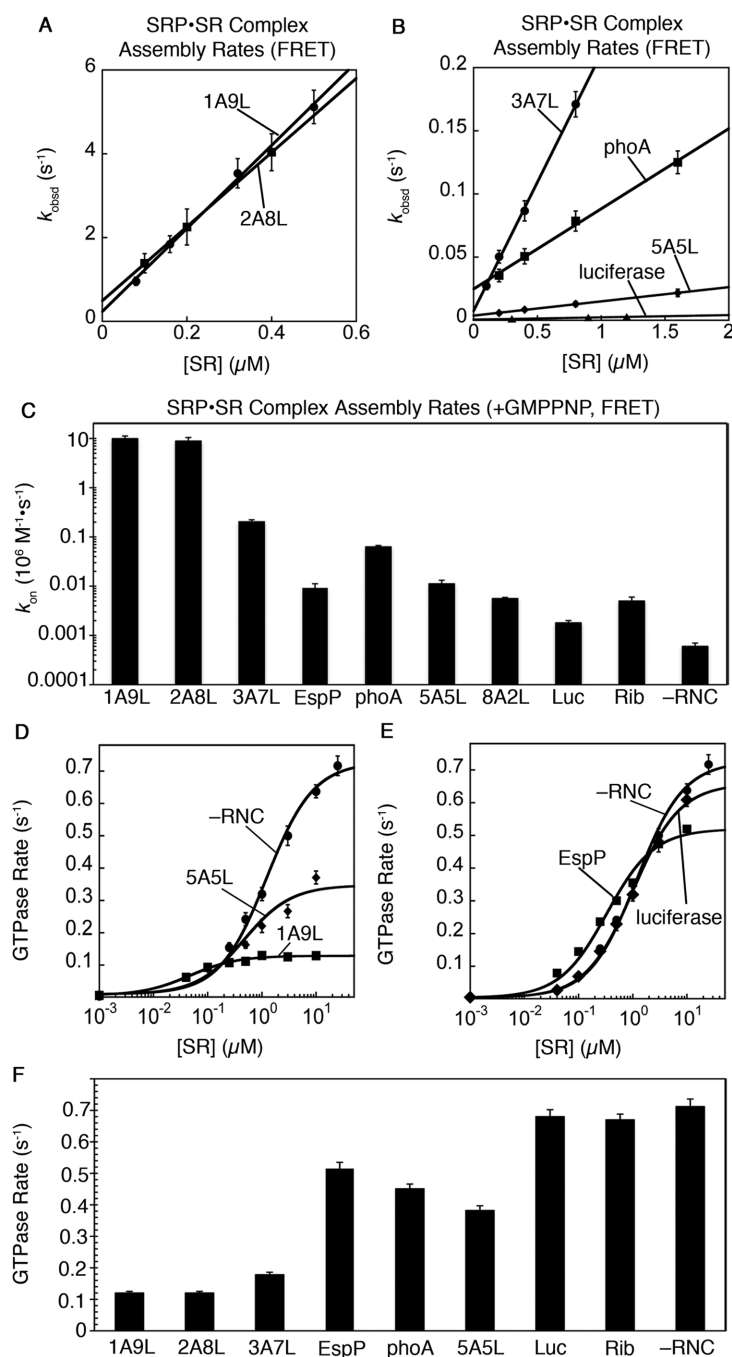 A
SRP•SR Complex
Assembly Rates (FRET)
6
4
2
0
kobsd (s-1)
1A9L
2A8L
0
0.2
0.4
0.6
[SR] (µM)
B
SRP•SR Complex
Assembly Rates (FRET)
0.2
0.15
0.1
0.05
0
kobsd (s-1)
3A7L
phoA
5A5L
luciferase
0
0.5
1
1.5
2
[SR] (µM)
C
SRP•SR Complex Assembly Rates (+GMPPNP, FRET)
kon (10⁶ M-1•s-1)
10
1
0.1
0.01
0.001
0.0001
1A9L
2A8L
3A7L
EspP
phoA
5A5L
8A2L
Luc
Rib
–RNC
D
GTPase Rate (s-1)
0.7
0.6
0.5
0.4
0.3
0.2
0.1
–RNC
5A5L
1A9L
10-3
10-2
10-1
10⁰
10¹
[SR] (µM)
E
GTPase Rate (s-1)
0.7
0.6
0.5
0.4
0.3
0.2
0.1
–RNC
EspP
luciferase
10-3
10-2
10-1
10⁰
10¹
[SR] (µM)
F
GTPase Rate (s-1)
0.7
0.6
0.5
0.4
0.3
0.2
0.1
0
1A9L
2A8L
3A7L
EspP
phoA
5A5L
Luc
Rib
–RNC